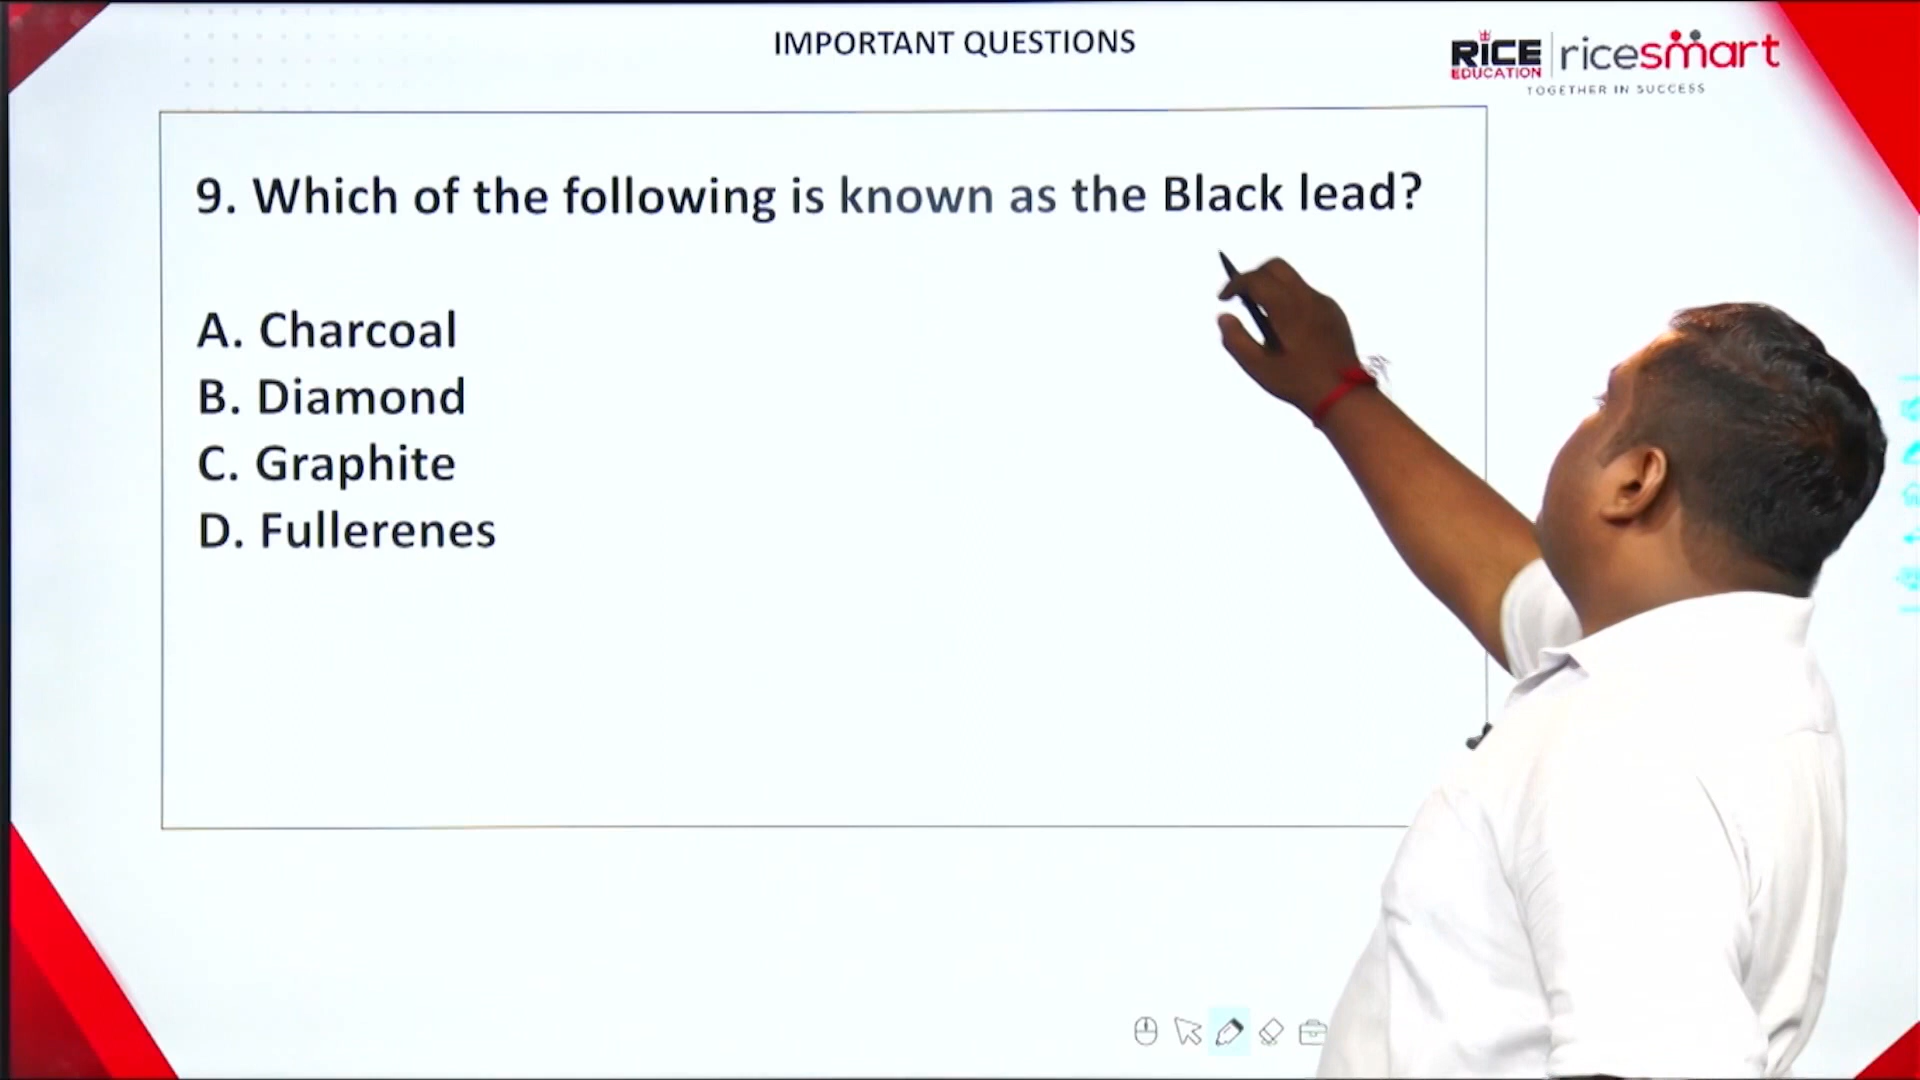 IMPORTANT QUESTIONS
RICE
EDUCATION
ricesmart
TOGETHER IN SUCCESS
9. Which of the following is known as the Black lead?
A. Charcoal
B. Diamond
C. Graphite
D. Fullerenes